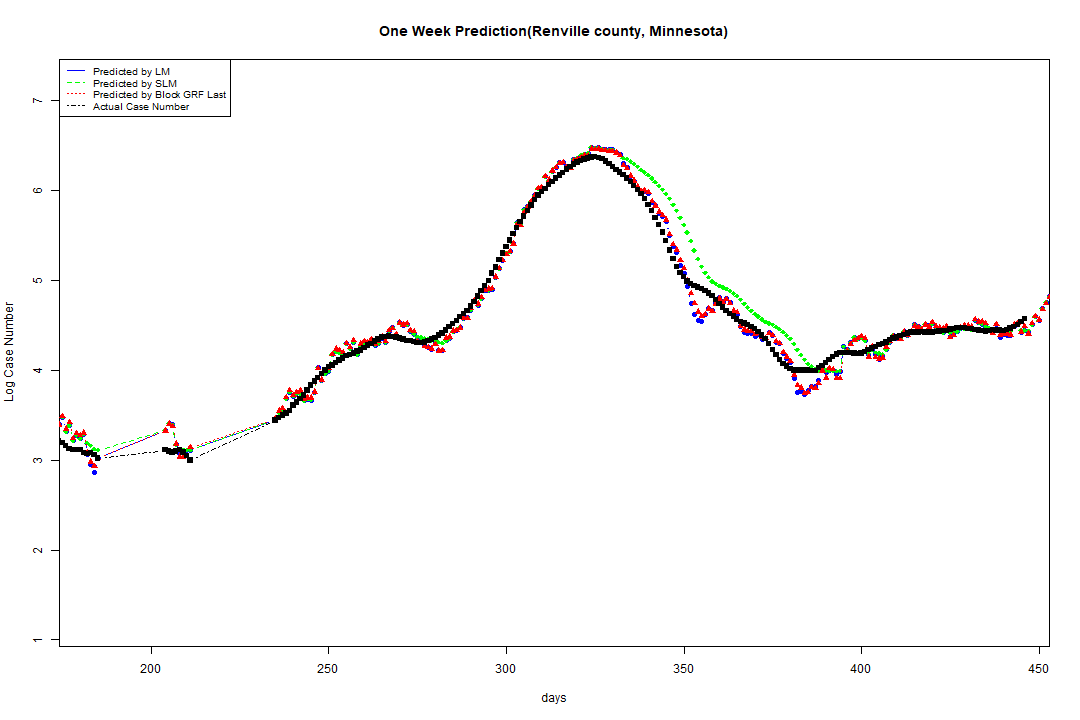 One Week Prediction(Renville county, Minnesota)
Predicted by LM
Predicted by SLM
Predicted by Block GRF Last
Actual Case Number
7
6
5
4
3
2
1
Log Case Number
200 250 300 350 400 450
days